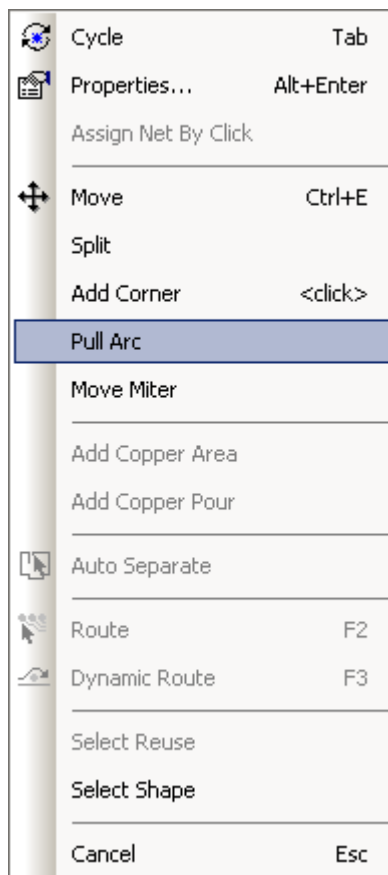 Cycle Tab
Properties... Alt+Enter
Assign Net By Click
Move Ctrl+E
Split
Add Corner <click>
Pull Arc
Move Miter
Add Copper Area
Add Copper Pour
Auto Separate
Route F2
Dynamic Route F3
Select Reuse
Select Shape
Cancel Esc